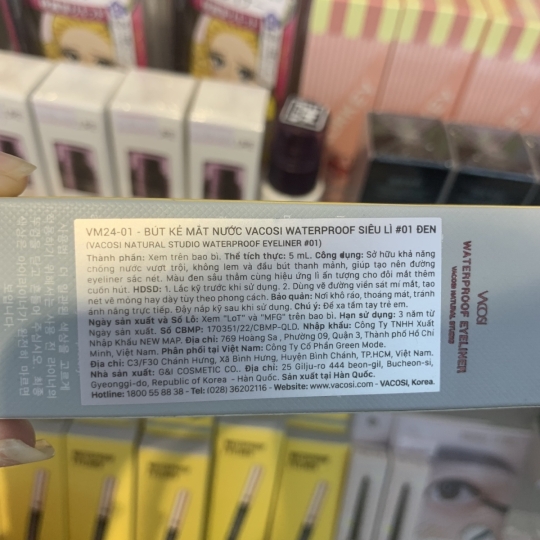 VM24-01 - BÚT KẺ MẮT NƯỚC VACOSI WATERPROOF SIÊU LÌ #01 ĐEN
(VACOSI NATURAL STUDIO WATERPROOF EYELINER #01)
Thành phần: Xem trên bao bì. Thể tích thực: 5 mL. Công dụng: Sở hữu khả năng
chống nước vượt trội, không lem và đầu bút thanh mảnh, giúp tạo nên đường
eyeliner sắc nét. Màu đen sâu thẳm cùng hiệu ứng lì ấn tượng cho đôi mắt thêm
cuốn hút. HDSD: 1. Lắc kỹ trước khi sử dụng. 2. Dùng vẽ đường viền sát mí mắt, tạo
nét vẽ mỏng hay dày tùy theo phong cách. Bảo quản: Nơi khô ráo, thoáng mát, tránh
ánh nắng trực tiếp. Đậy nắp kỹ sau khi sử dụng. Chú ý: Để xa tầm tay trẻ em.
Ngày sản xuất và Số Lô: Xem "LOT" và "MFG" trên bao bì. Hạn sử dụng: 3 năm từ
Ngày sản xuất. Số CBMP: 170351/22/CBMP-QLD. Nhập khẩu: Công Ty TNHH Xuất
Nhập Khẩu NEW MAP. Địa chỉ: 769 Hoàng Sa, Phường 09, Quận 3, Thành phố Hồ Chí
Minh, Việt Nam. Phân phối tại Việt Nam: Công Ty Cổ Phần Green Mode.
Địa chỉ: C3/F30 Chánh Hưng, Xã Bình Hưng, Huyện Bình Chánh, TP.HCM, Việt Nam.
Nhà sản xuất: G&I COSMETIC CO.. Địa chỉ: 25 Gilju-ro 444 beon-gil, Bucheon-si,
Gyeonggi-do, Republic of Korea - Hàn Quốc. Sản xuất tại Hàn Quốc.
Hotline: 1800 55 88 38 - Tel: (028) 36202116 - Website: www.vacosi.com - VACOSI, Korea.
VACOSI
WATERPROOF EYELINER
VACOSI NATURAL STUDIO